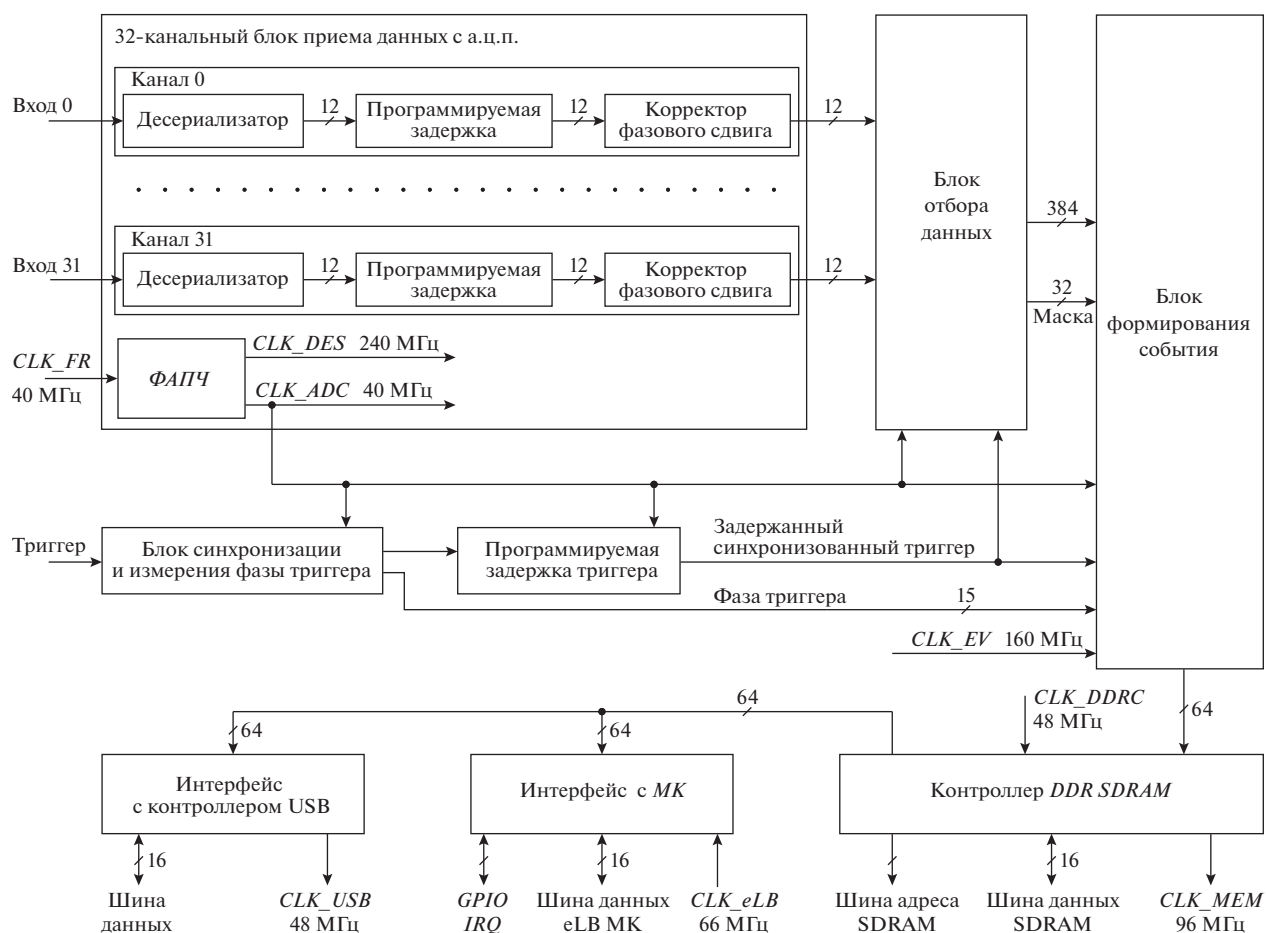 32-канальный блок приема данных с а.ц.п.
Канал 0
Вход 0
Десериализатор
12
Программируемая
задержка
12
Корректор
фазового сдвига
12
Блок
отбора
данных
384
32
Маска
Блок
формирования
события
Канал 31
Вход 31
Десериализатор
12
Программируемая
задержка
12
Корректор
фазового сдвига
12
CLK_FR
40 МГц
ФАПЧ
CLK_DES 240 МГц
CLK_ADC 40 МГц
Триггер
Блок синхронизации
и измерения фазы триггера
Программируемая
задержка триггера
Задержанный
синхронизованный триггер
Фаза триггера
15
CLK_EV 160 МГц
64
64
64
CLK_DDRC
48 МГц
64
Интерфейс
с контроллером USB
Интерфейс с МК
Контроллер DDR SDRAM
16
Шина
данных
CLK_USB
48 МГц
GPIO
IRQ
16
Шина данных
eLB МК
CLK_eLB
66 МГц
Шина адреса
SDRAM
16
Шина данных
SDRAM
CLK_MEM
96 МГц